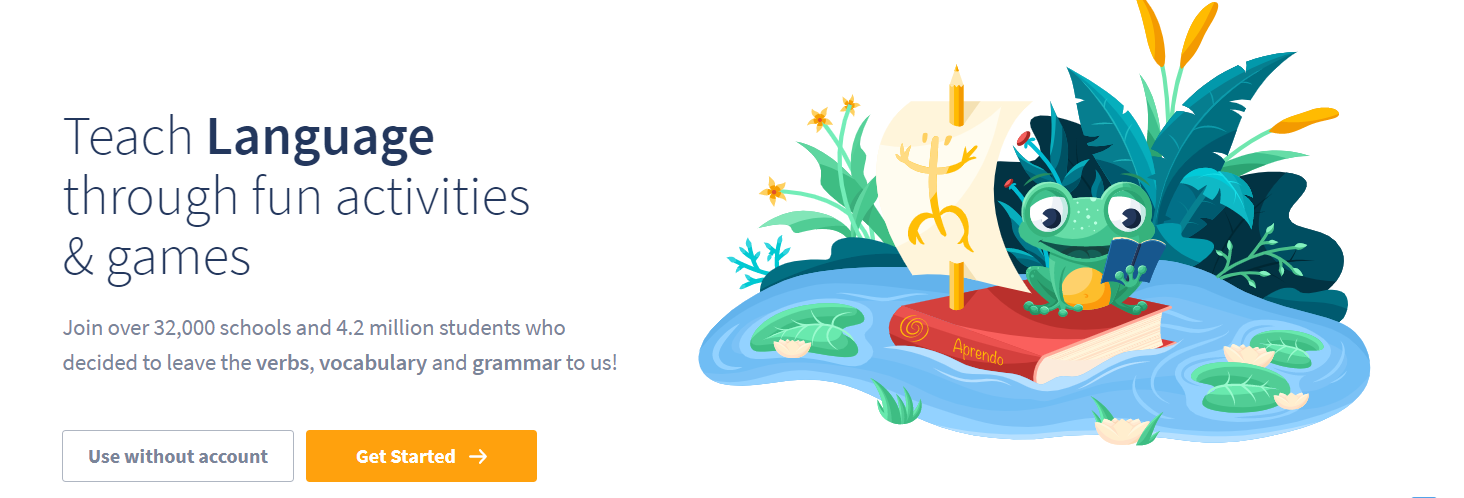 Teach Language
through fun activities
& games
Join over 32,000 schools and 4.2 million students who
decided to leave the verbs, vocabulary and grammar to us!
Use without account
Get Started →
Aprendo